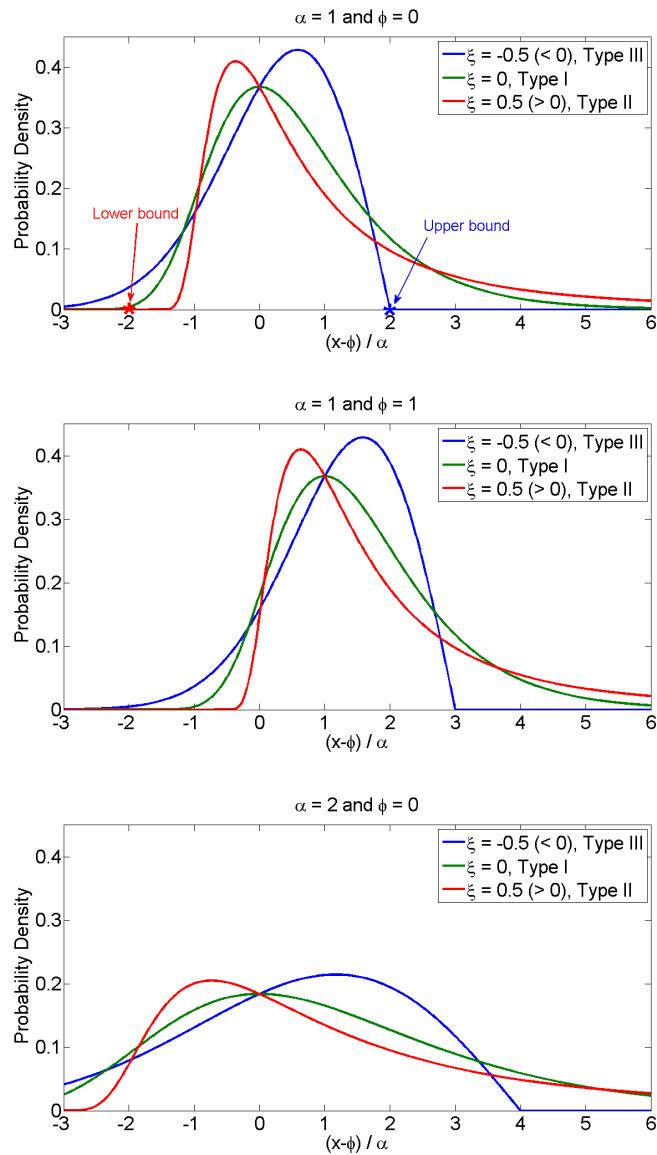 α = 1 and ϕ = 0
ξ = -0.5 (< 0), Type III
ξ = 0, Type I
ξ = 0.5 (> 0), Type II
Probability Density
0.4
0.3
0.2
0.1
0
Lower bound
Upper bound
-3 -2 -1 0 1 2 3 4 5 6
(x-ϕ) / α
α = 1 and ϕ = 1
ξ = -0.5 (< 0), Type III
ξ = 0, Type I
ξ = 0.5 (> 0), Type II
Probability Density
0.4
0.3
0.2
0.1
0
-3 -2 -1 0 1 2 3 4 5 6
(x-ϕ) / α
α = 2 and ϕ = 0
ξ = -0.5 (< 0), Type III
ξ = 0, Type I
ξ = 0.5 (> 0), Type II
Probability Density
0.4
0.3
0.2
0.1
0
-3 -2 -1 0 1 2 3 4 5 6
(x-ϕ) / α